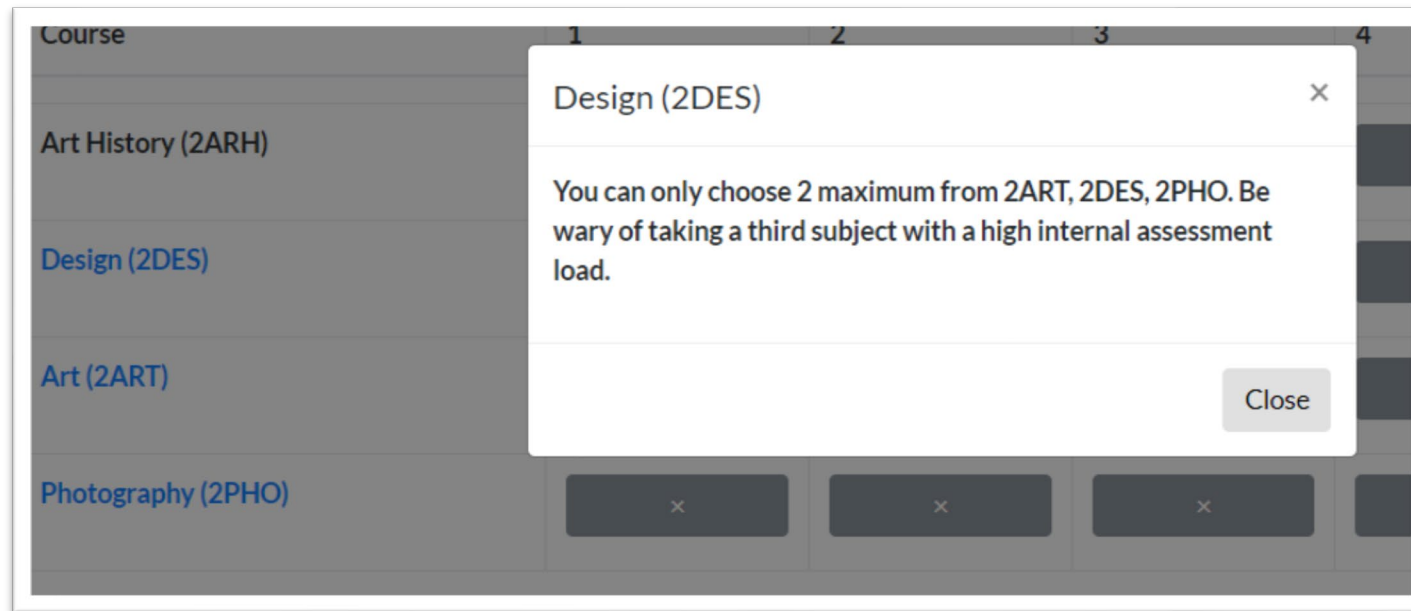 Course 1 2 3 4
Design (2DES) ×
Art History (2ARH)
You can only choose 2 maximum from 2ART, 2DES, 2PHO. Be
wary of taking a third subject with a high internal assessment
load.
Design (2DES)
Art (2ART)
Close
Photography (2PHO) × × ×